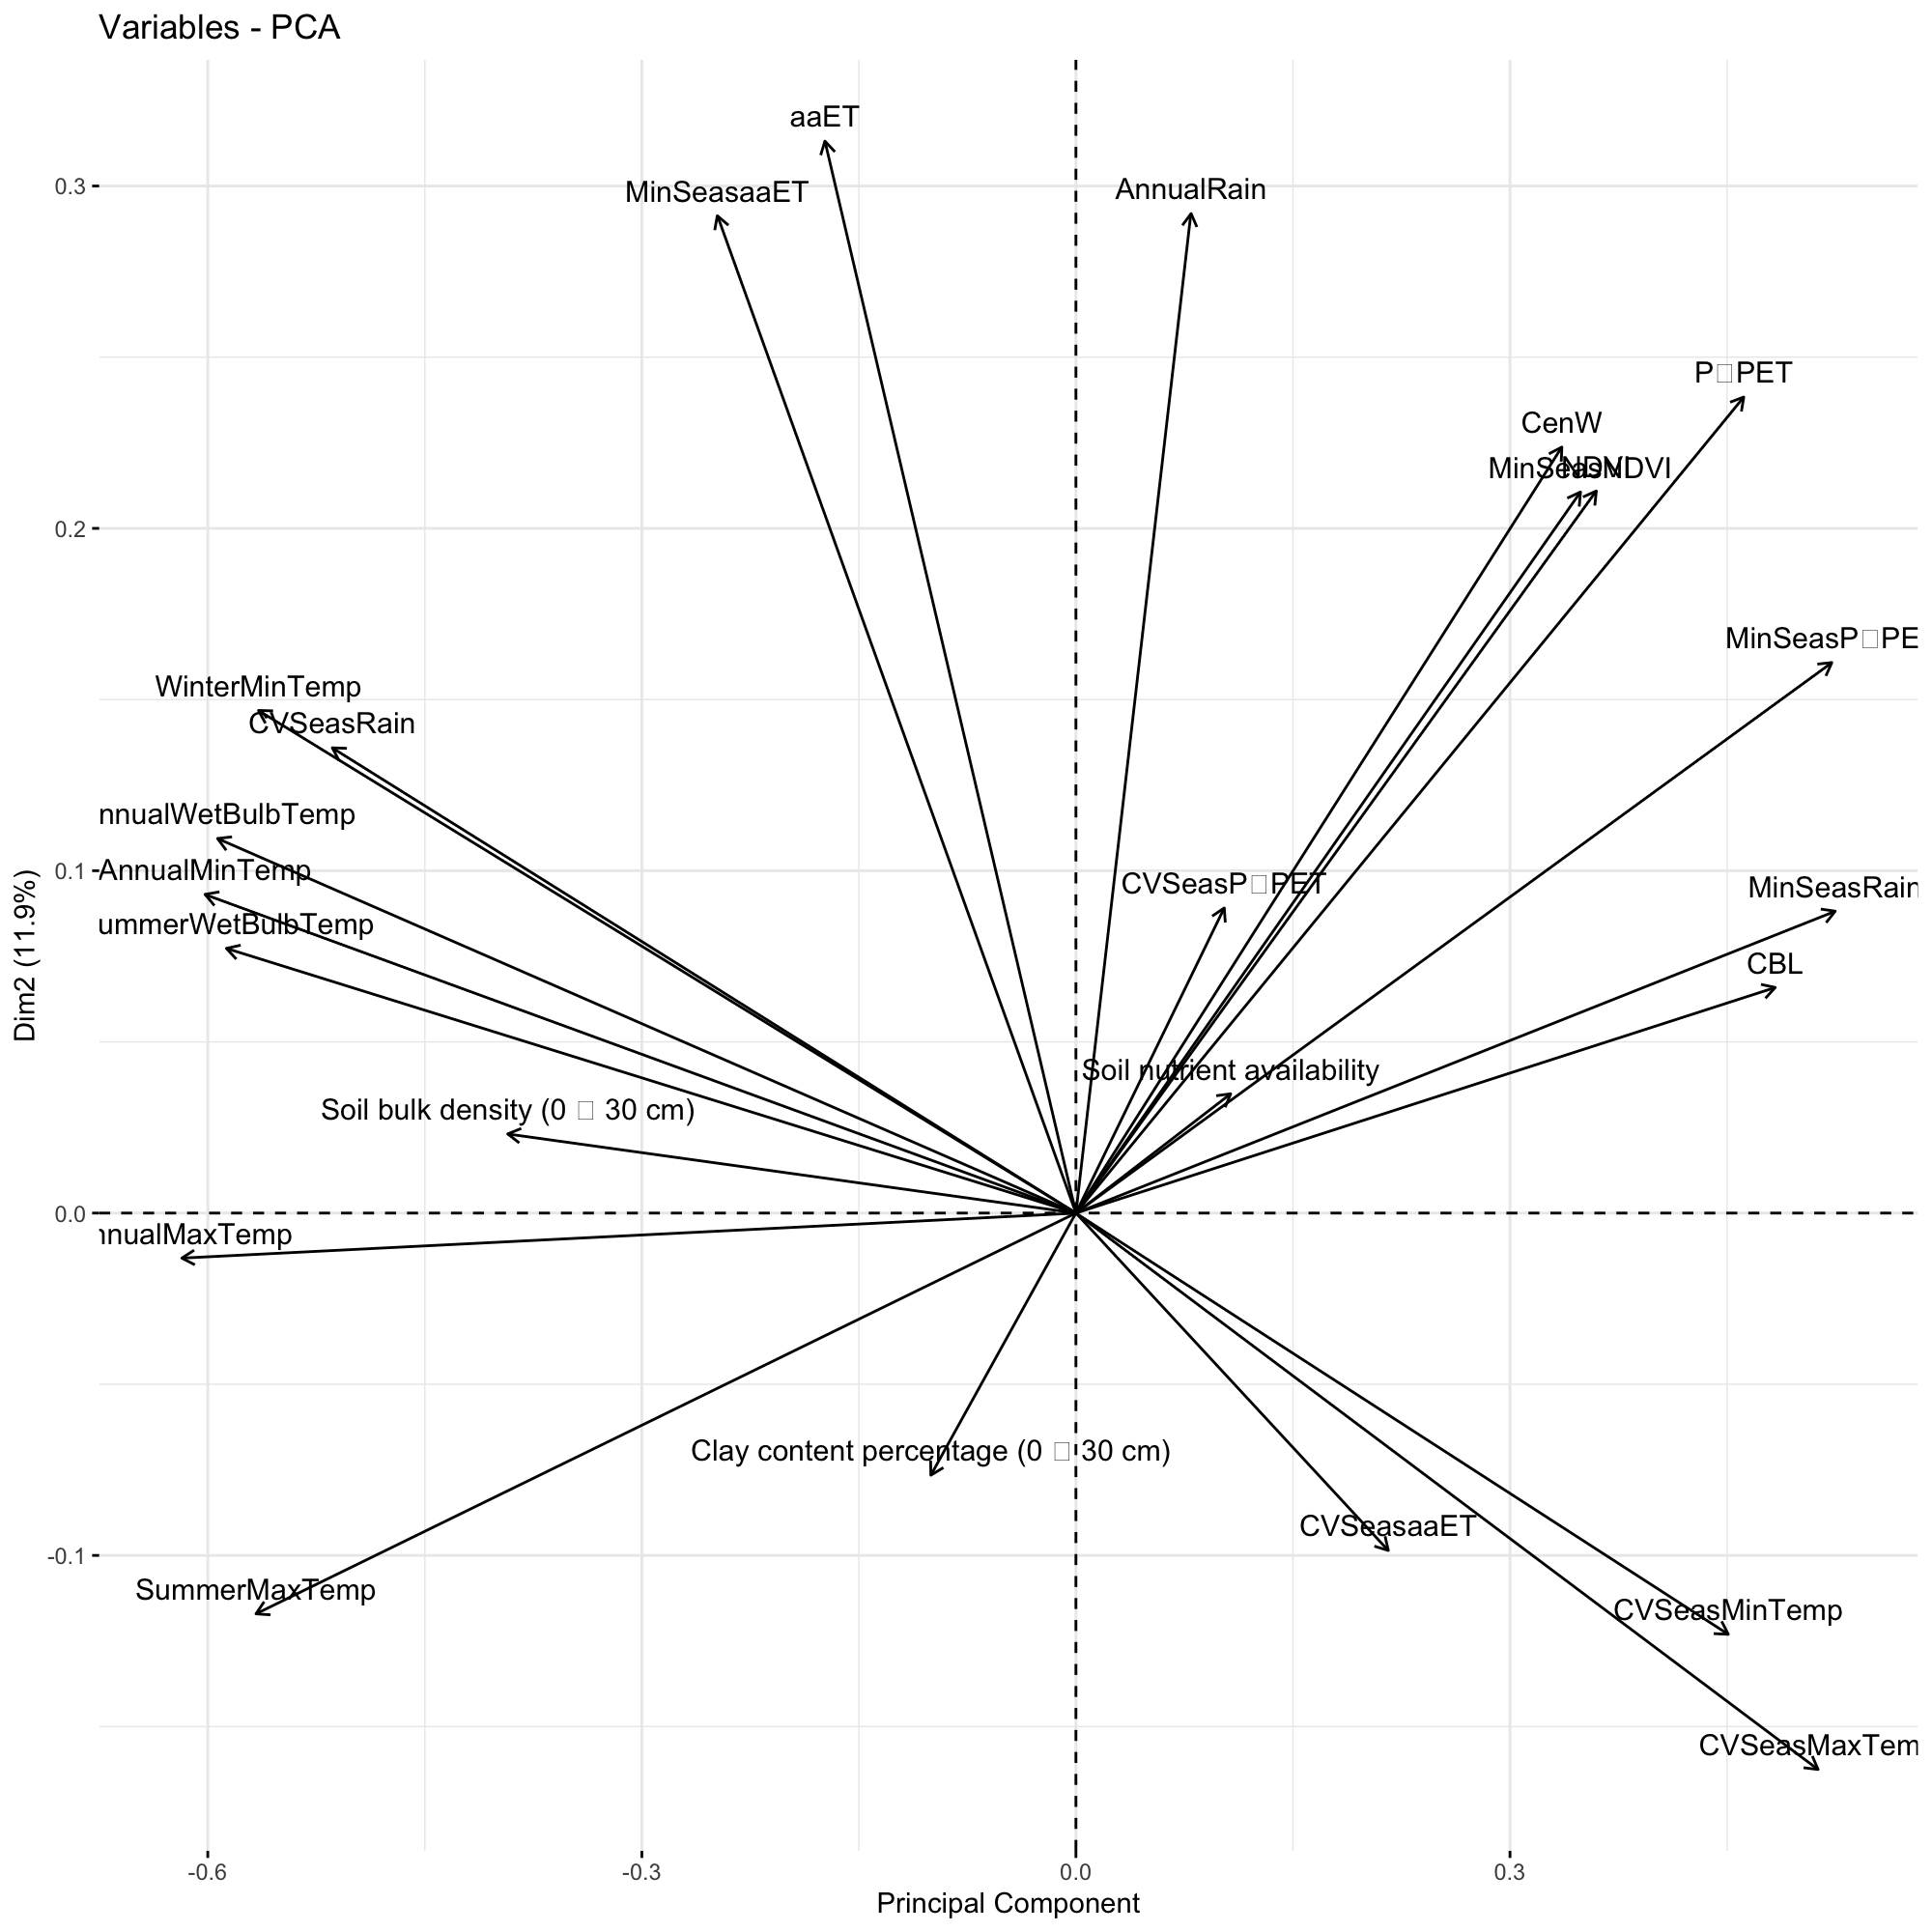 Variables - PCA
aaET
MinSeasaaET
AnnualRain
0.3
P□PET
CenW
MinSeasNDVI
NDVI
0.2
MinSeasP□PE
WinterMinTemp
CVSeasRain
nnualWetBulbTemp
AnnualMinTemp
0.1
CVSeasP□PET
MinSeasRain
ummerWetBulbTemp
CBL
Dim2 (11.9%)
Soil nutrient availability
Soil bulk density (0 □ 30 cm)
0.0
nnualMaxTemp
Clay content percentage (0 □ 30 cm)
CVSeasaaET
-0.1
SummerMaxTemp
CVSeasMinTemp
CVSeasMaxTem
-0.6
-0.3
0.0
0.3
Principal Component